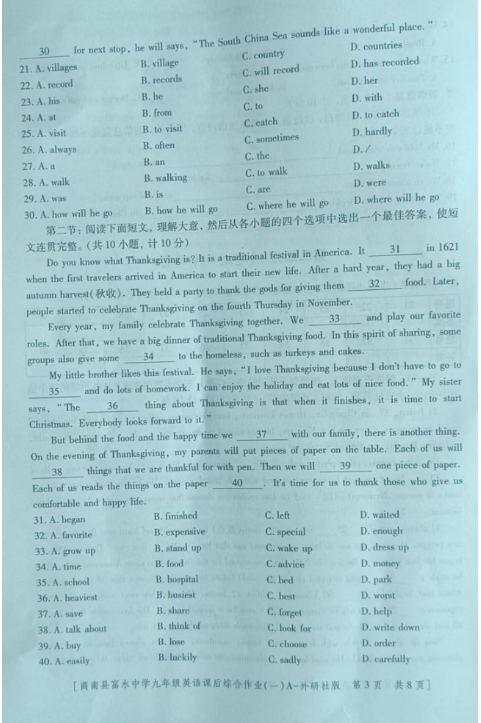 30 for next stop, he will says, "The South China Sea sounds like a wonderful place."
21. A. villages B. village C. country D. countries
22. A. record B. records C. will record D. has recorded
23. A. his B. he C. she D. her
24. A. at B. from C. to D. with
25. A. visit B. to visit C. catch D. to catch
26. A. always B. often C. sometimes D. hardly
27. A. a B. an C. the D. /
28. A. walk B. walking C. to walk D. walks
29. A. was B. is C. are D. were
30. A. how will he go B. how he will go C. where he will go D. where will he go
第二节：阅读下面短文，理解大意，然后从各小题的四个选项中选出一个最佳答案，使短
文连贯完整。（共10小题，计10分）
Do you know what Thanksgiving is? It is a traditional festival in America. It 31 in 1621
when the first travelers arrived in America to start their new life. After a hard year, they had a big
autumn harvest(秋收). They held a party to thank the gods for giving them 32 food. Later,
people started to celebrate Thanksgiving on the fourth Thursday in November.
Every year, my family celebrate Thanksgiving together. We 33 and play our favorite
roles. After that, we have a big dinner of traditional Thanksgiving food. In this spirit of sharing, some
groups also give some 34 to the homeless, such as turkeys and cakes.
My little brother likes this festival. He says, "I love Thanksgiving because I don't have to go to
35 and do lots of homework. I can enjoy the holiday and eat lots of nice food." My sister
says, "The 36 thing about Thanksgiving is that when it finishes, it is time to start
Christmas. Everybody looks forward to it."
But behind the food and the happy time we 37 with our family, there is another thing.
On the evening of Thanksgiving, my parents will put pieces of paper on the table. Each of us will
38 things that we are thankful for with pen. Then we will 39 one piece of paper.
Each of us reads the things on the paper 40 . It's time for us to thank those who give us
comfortable and happy life.
31. A. began B. finished C. left D. waited
32. A. favorite B. expensive C. special D. enough
33. A. grow up B. stand up C. wake up D. dress up
34. A. time B. food C. advice D. money
35. A. school B. hospital C. bed D. park
36. A. heaviest B. busiest C. best D. worst
37. A. save B. share C. forget D. help
38. A. talk about B. think of C. look for D. write down
39. A. buy B. lose C. choose D. order
40. A. easily B. luckily C. sadly D. carefully
[商南县富水中学九年级英语课后综合作业(一)A-外研社版 第3页 共8页]